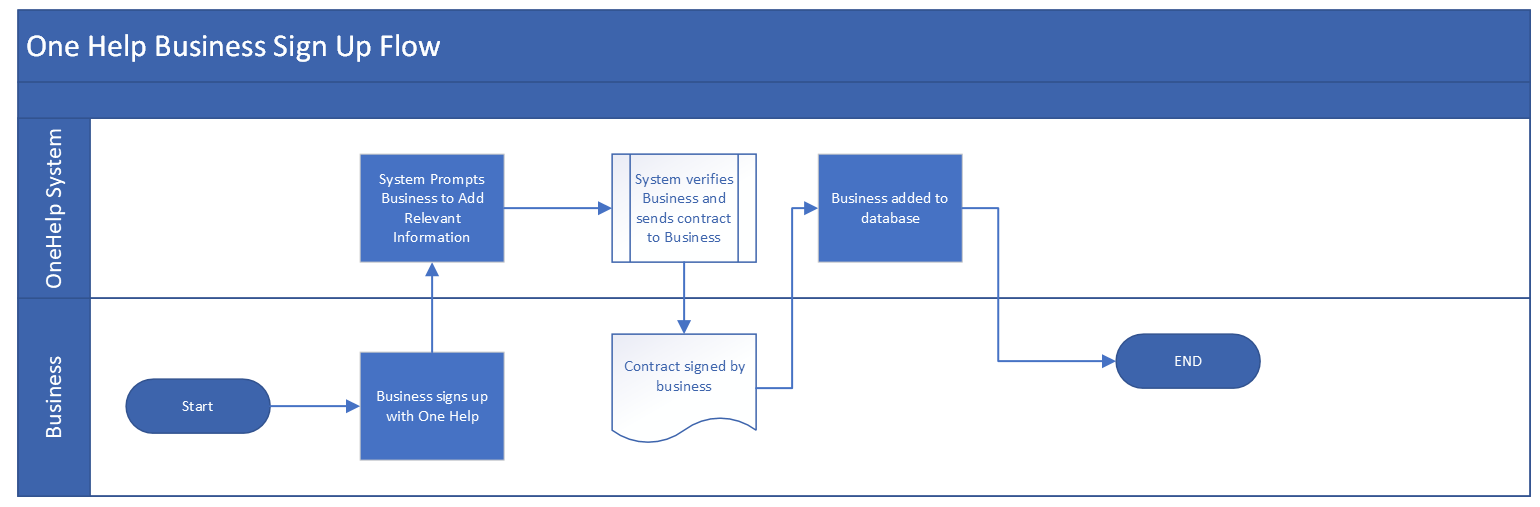 One Help Business Sign Up Flow
OneHelp System
System Prompts
Business to Add
Relevant
Information
System verifies
Business and
sends contract
to Business
Business added to
database
Business
Start
Business signs up
with One Help
Contract signed by
business
END